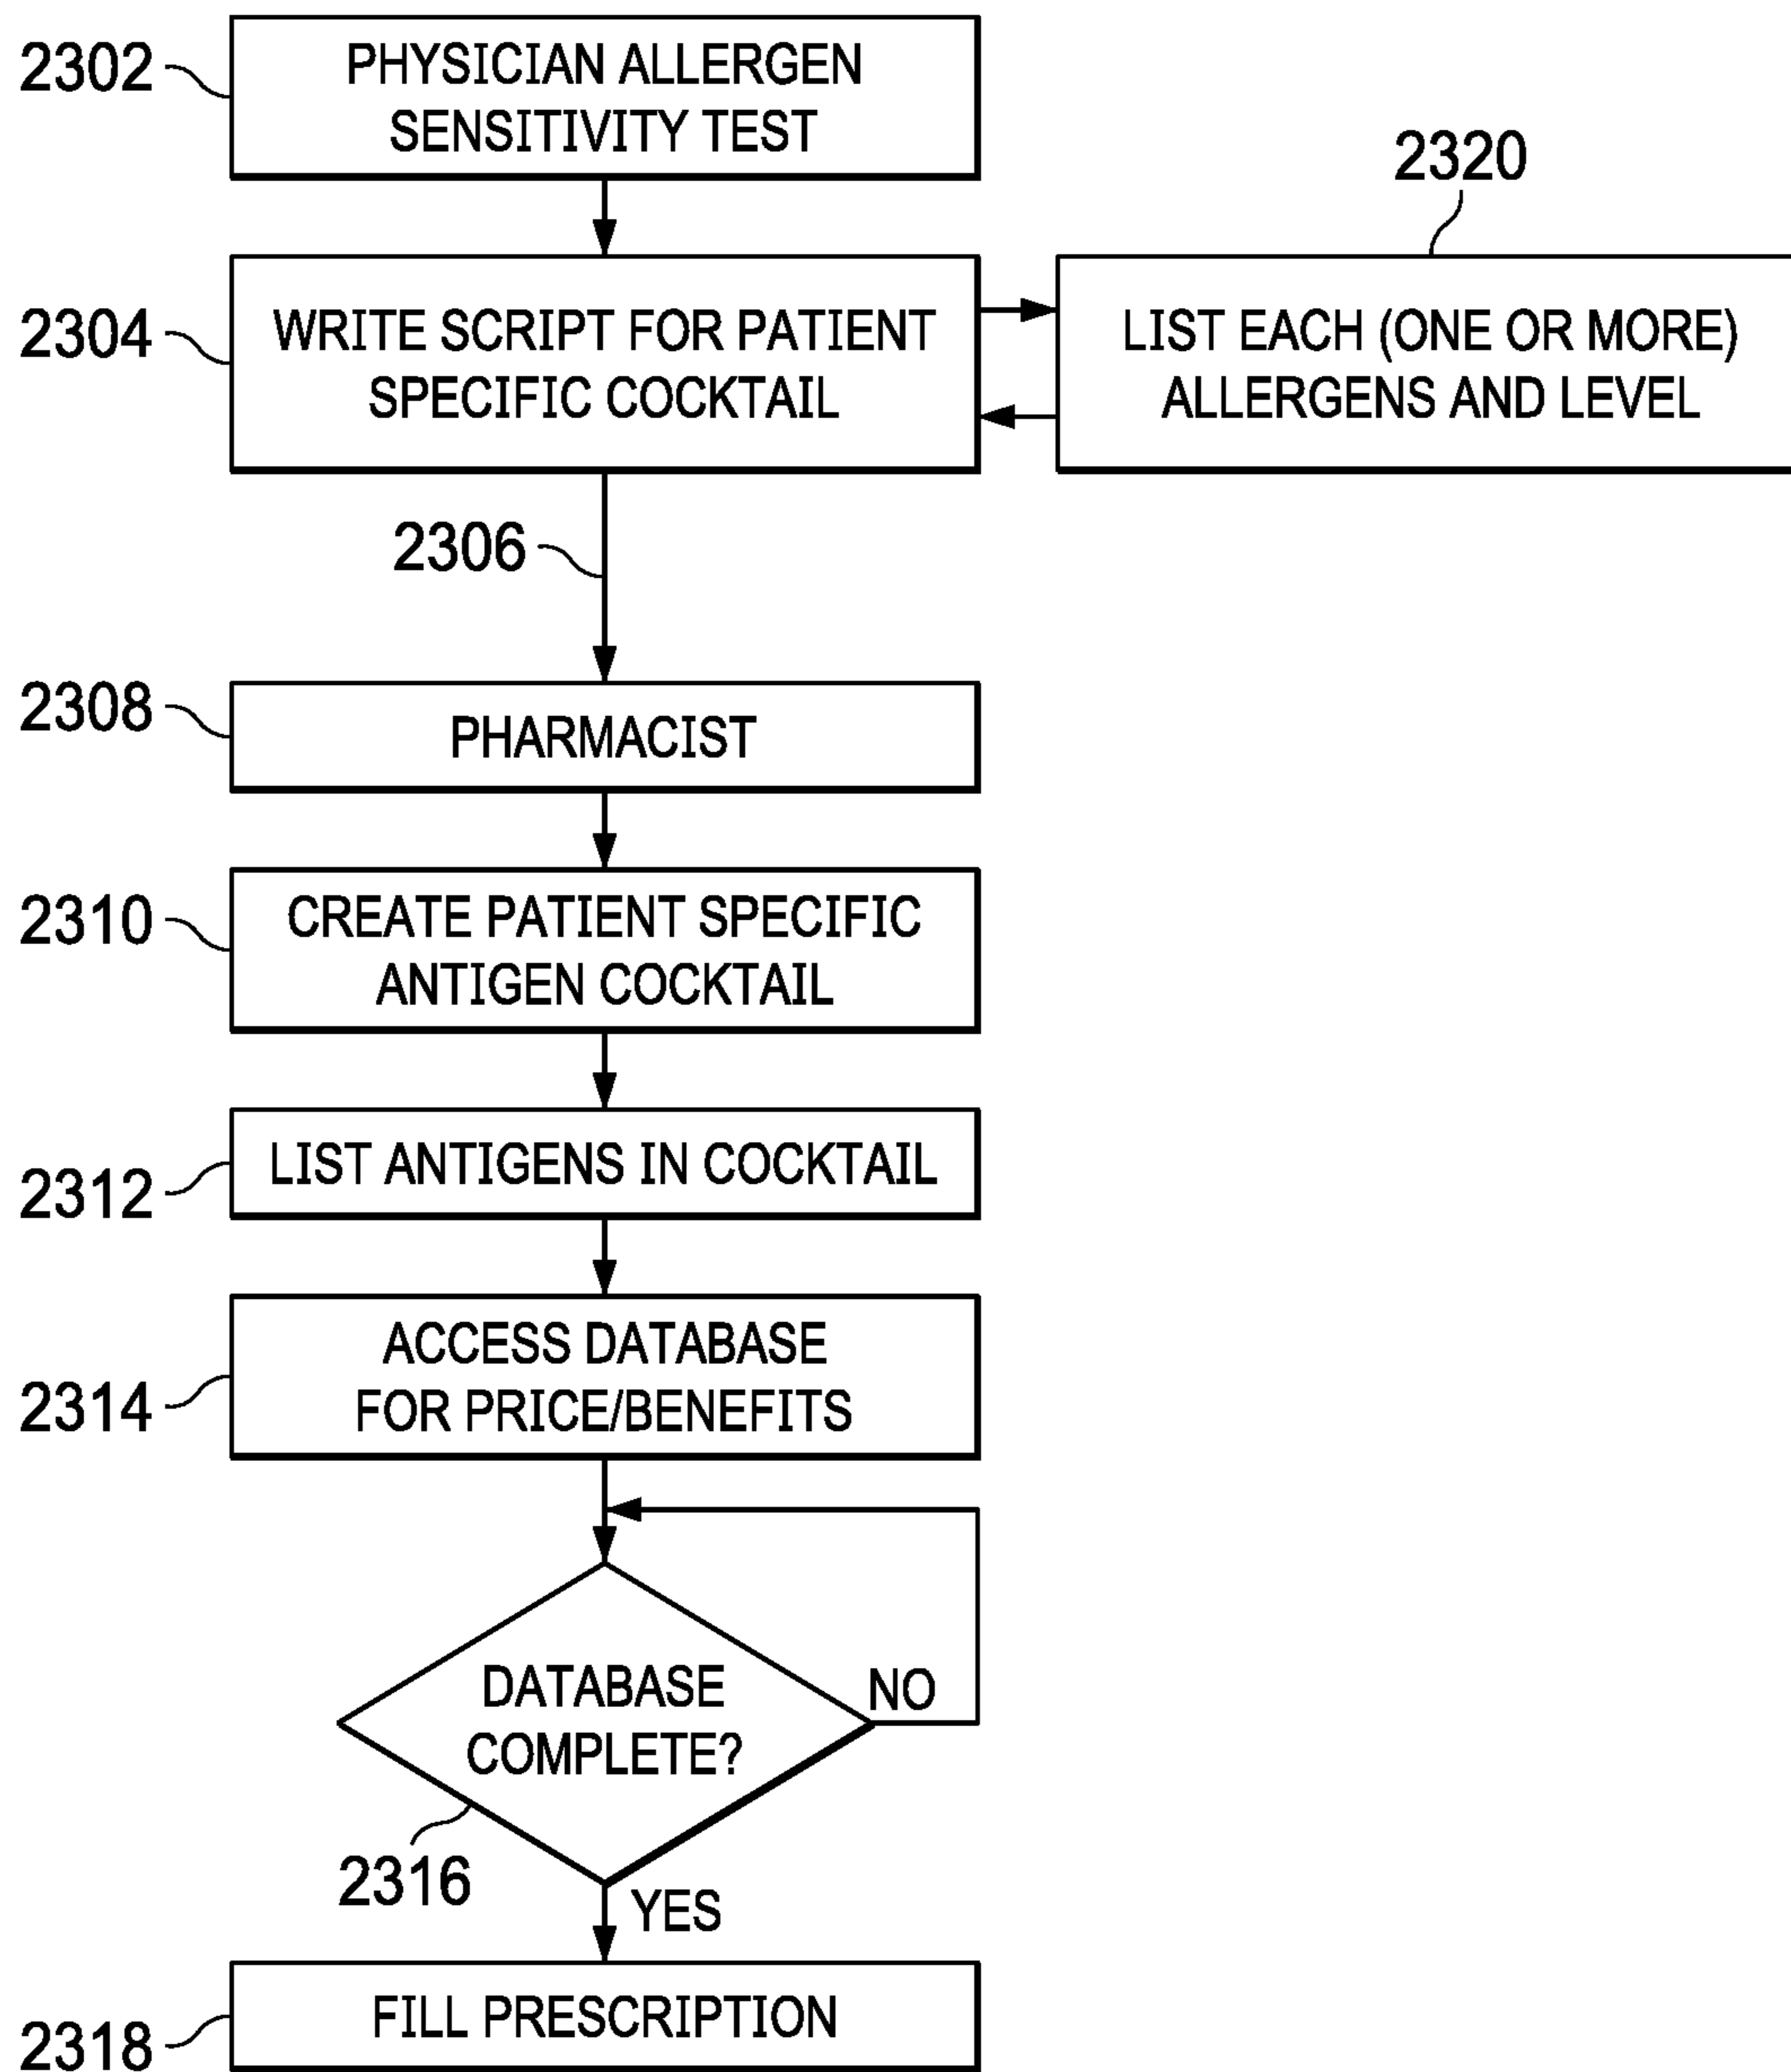 2302
PHYSICIAN ALLERGEN
SENSITIVITY TEST
2320
2304
WRITE SCRIPT FOR PATIENT
SPECIFIC COCKTAIL
LIST EACH (ONE OR MORE)
ALLERGENS AND LEVEL
2306
2308
PHARMACIST
2310
CREATE PATIENT SPECIFIC
ANTIGEN COCKTAIL
2312
LIST ANTIGENS IN COCKTAIL
2314
ACCESS DATABASE
FOR PRICE/BENEFITS
DATABASE
COMPLETE?
NO
2316
YES
2318
FILL PRESCRIPTION